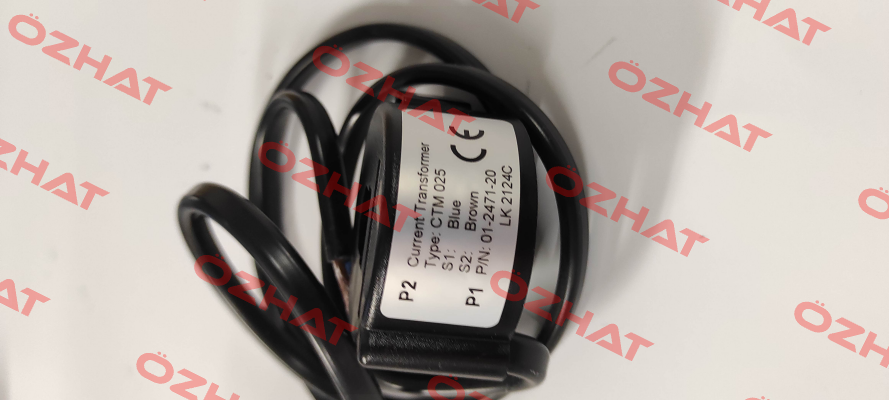 P2
Current Transformer
Type: CTM 025
S1: Blue
S2: Brown
P1 P/N: 01-2471-20
LK 2124C
CE
ÖZHAT
ÖZHAT
ÖZHAT
ÖZHAT
ÖZHAT
ÖZHAT
ÖZHAT
ÖZHAT
ÖZHAT